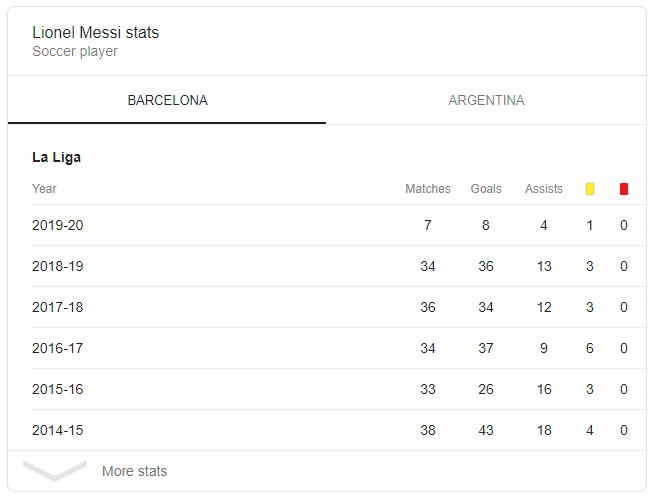 Lionel Messi stats
Soccer player
BARCELONA ARGENTINA
La Liga
Year Matches Goals Assists
2019-20 7 8 4 1 0
2018-19 34 36 13 3 0
2017-18 36 34 12 3 0
2016-17 34 37 9 6 0
2015-16 33 26 16 3 0
2014-15 38 43 18 4 0
More stats